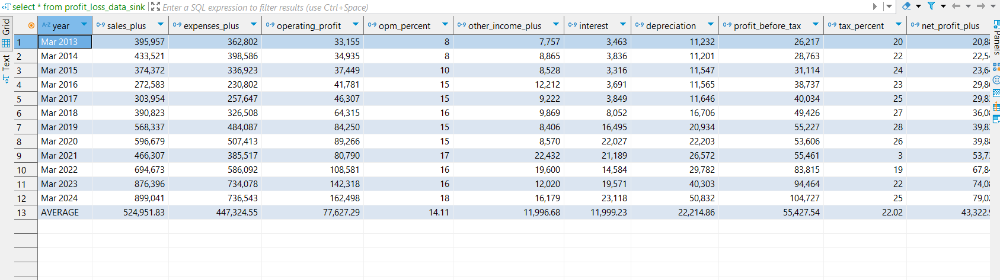 select * from profit_loss_data_sink Enter a SQL expression to filter results (use Ctrl+Space)
Grid
Text
Panels
year sales_plus expenses_plus operating_profit opm_percent other_income_plus interest depreciation profit_before_tax tax_percent net_profit_plus
1 Mar 2013 395,957 362,802 33,155 8 7,757 3,463 11,232 26,217 20 20,8
2 Mar 2014 433,521 398,586 34,935 8 8,865 3,836 11,201 28,763 22 22,5
3 Mar 2015 374,372 336,923 37,449 10 8,528 3,316 11,547 31,114 24 23,6
4 Mar 2016 272,583 230,802 41,781 15 12,212 3,691 11,565 38,737 23 29,8
5 Mar 2017 303,954 257,647 46,307 15 9,222 3,849 11,646 40,034 25 29,8
6 Mar 2018 390,823 326,508 64,315 16 9,869 8,052 16,706 49,426 27 36,0
7 Mar 2019 568,337 484,087 84,250 15 8,406 16,495 20,934 55,227 28 39,8
8 Mar 2020 596,679 507,413 89,266 15 8,570 22,027 22,203 53,606 26 39,8
9 Mar 2021 466,307 385,517 80,790 17 22,432 21,189 26,572 55,461 3 53,7
10 Mar 2022 694,673 586,092 108,581 16 19,600 14,584 29,782 83,815 19 67,8
11 Mar 2023 876,396 734,078 142,318 16 12,020 19,571 40,303 94,464 22 74,0
12 Mar 2024 899,041 736,543 162,498 18 16,179 23,118 50,832 104,727 25 79,0
13 AVERAGE 524,951.83 447,324.55 77,627.29 14.11 11,996.68 11,999.23 22,214.86 55,427.54 22.02 43,322.